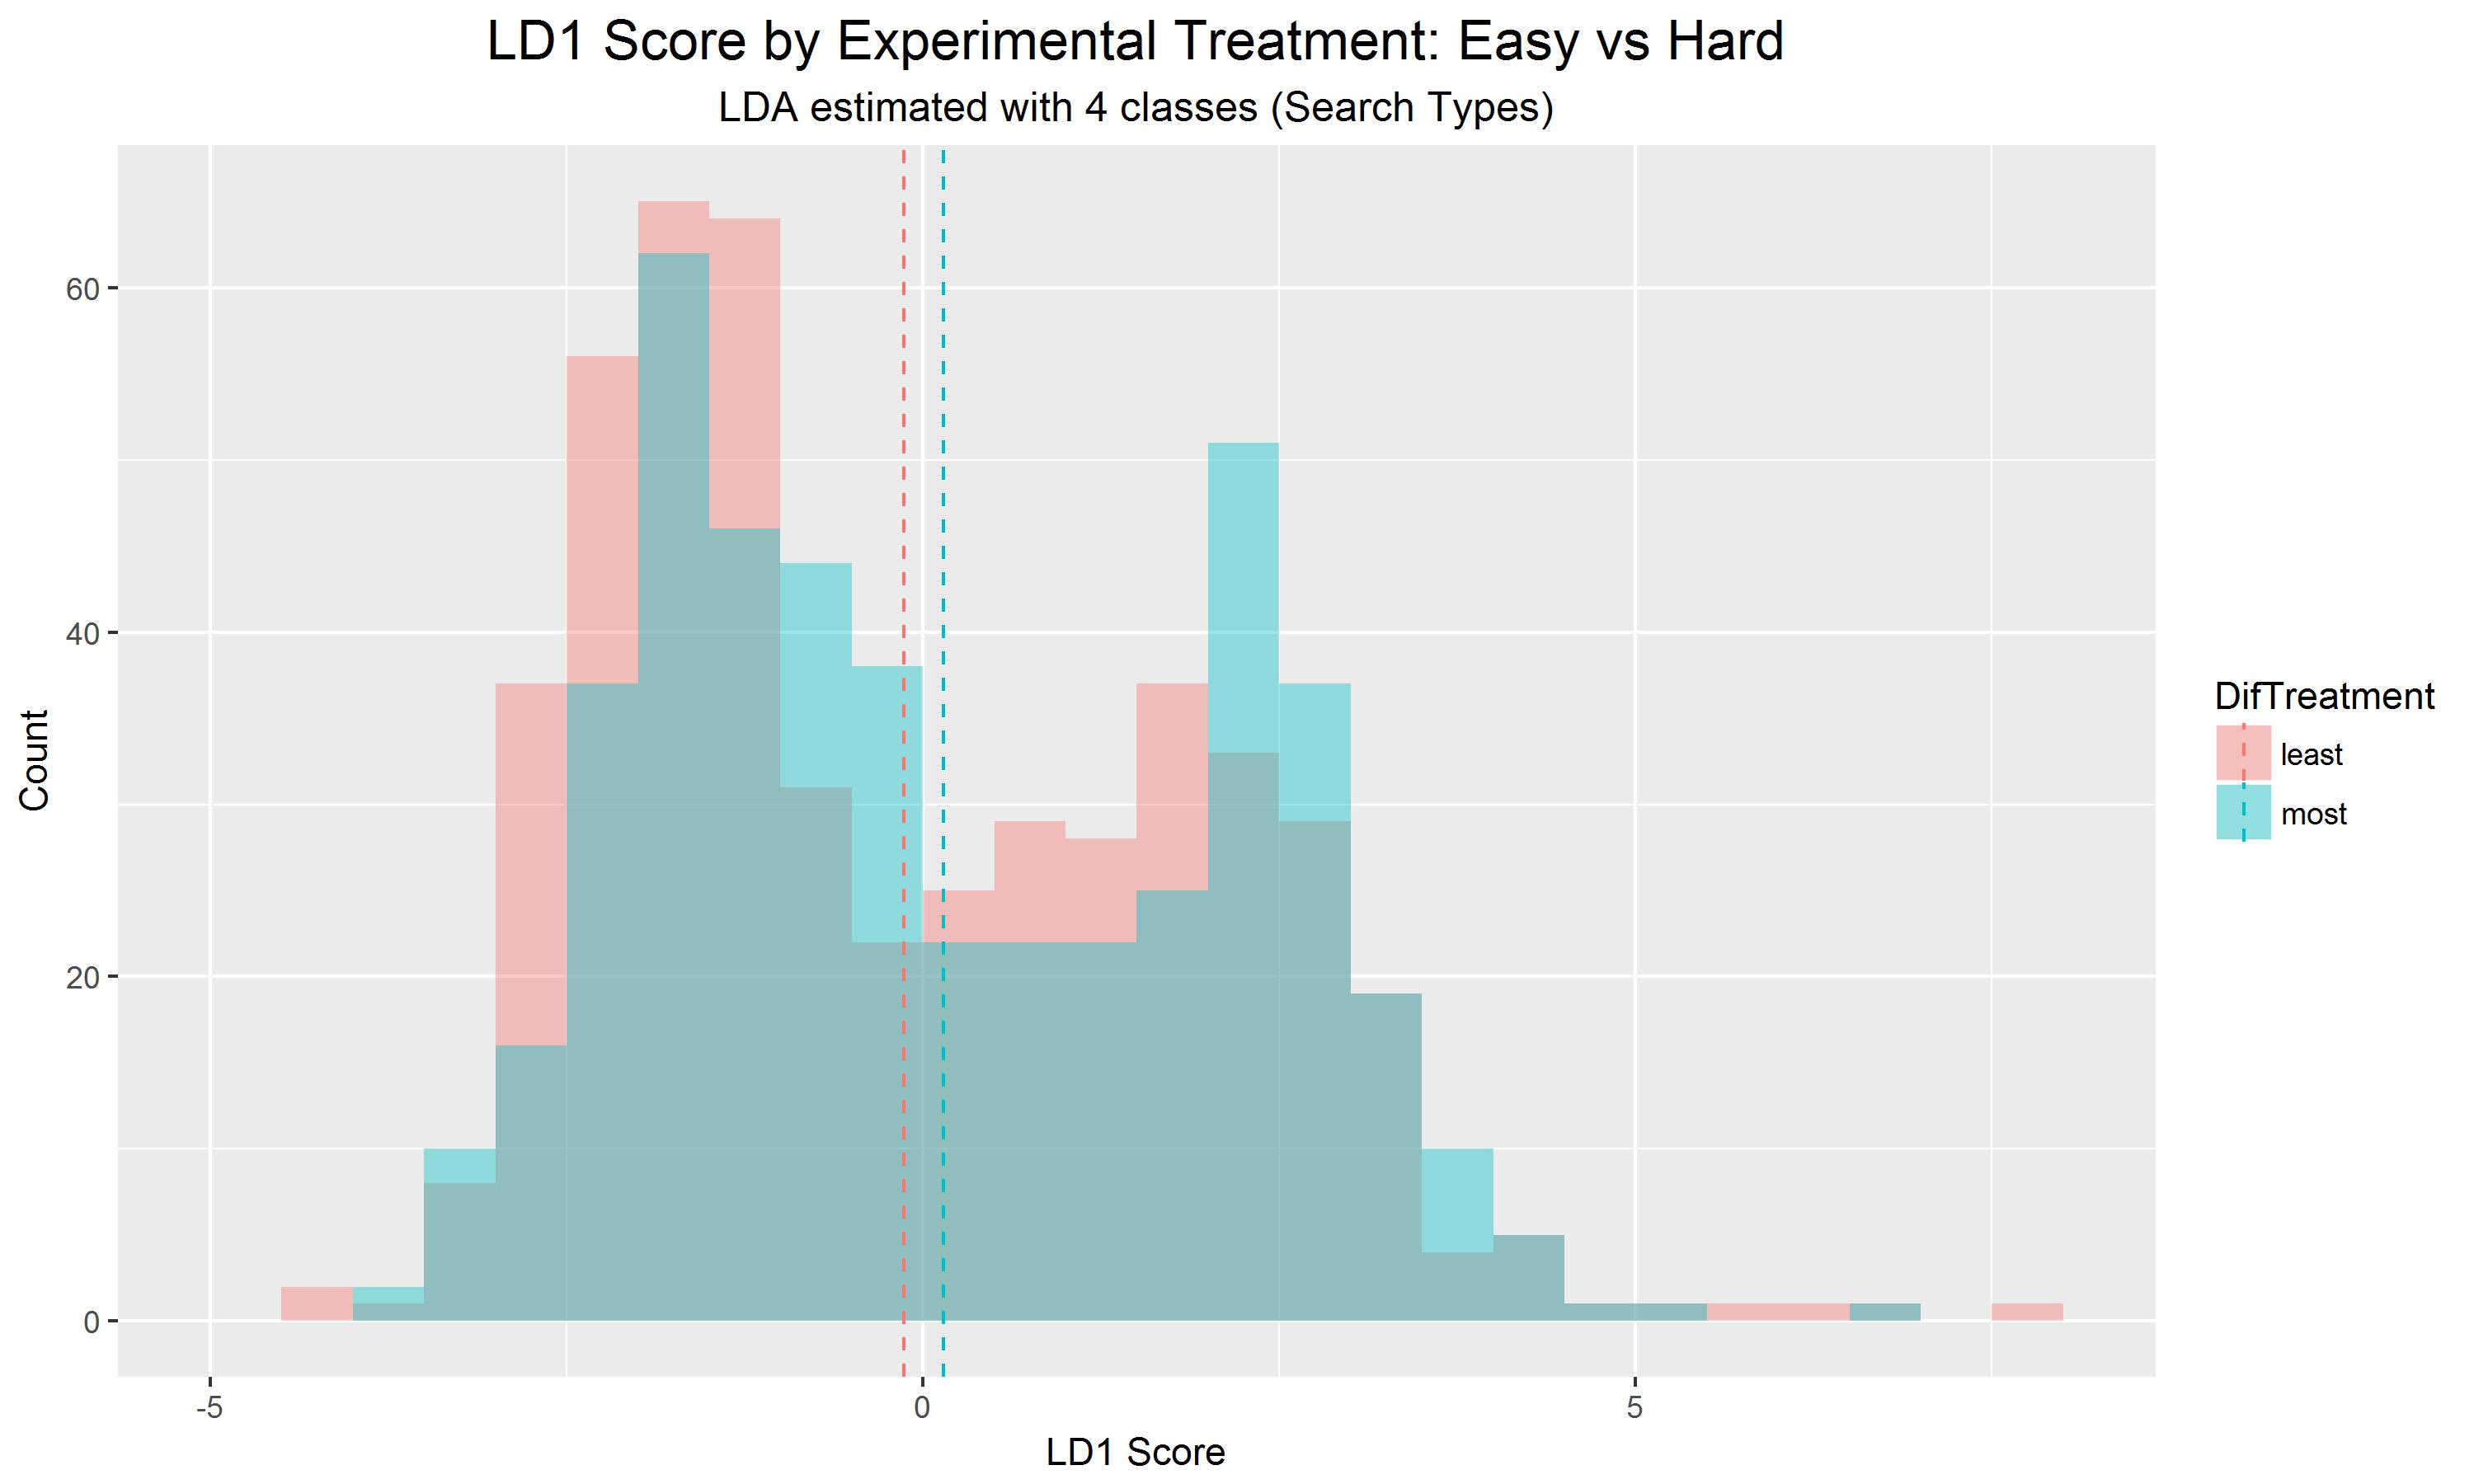 LD1 Score by Experimental Treatment: Easy vs Hard
LDA estimated with 4 classes (Search Types)
Count
60
40
20
0
-5
0
5
LD1 Score
DifTreatment
least
most